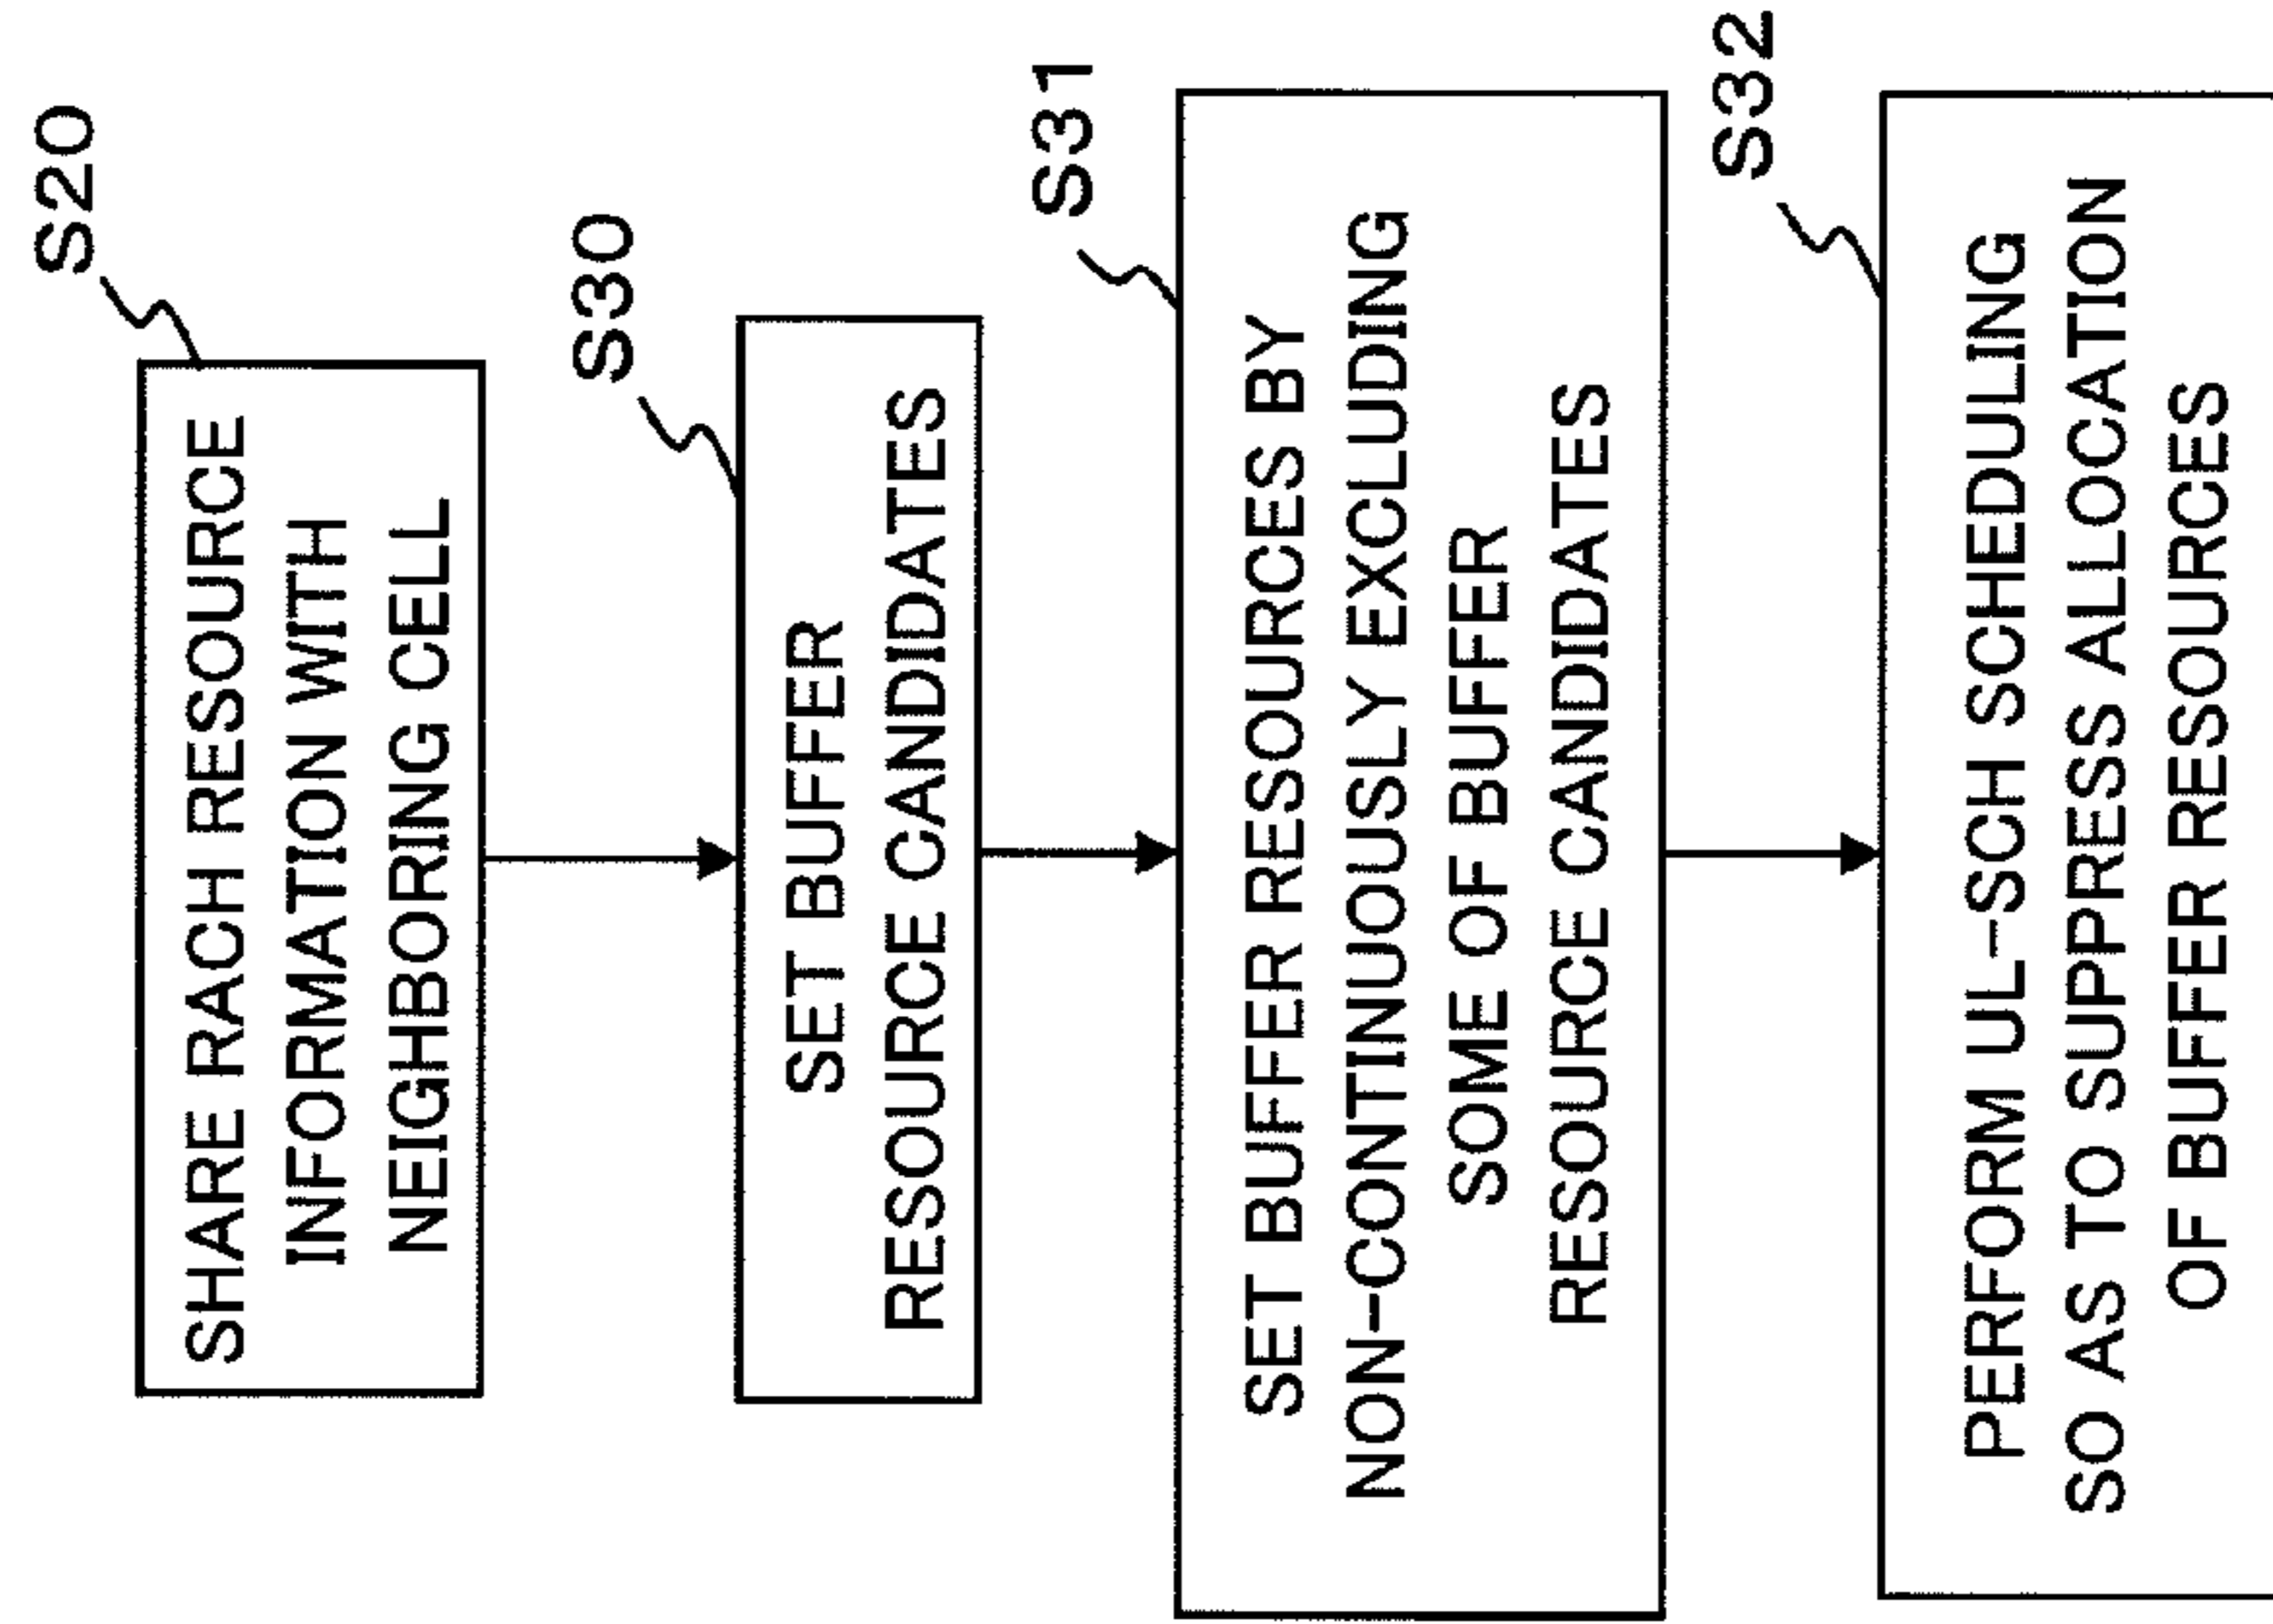 S20
SHARE RACH RESOURCE
INFORMATION WITH
NEIGHBORING CELL
S30
SET BUFFER
RESOURCE CANDIDATES
S31
SET BUFFER RESOURCES BY
NON-CONTINUOUSLY EXCLUDING
SOME OF BUFFER
RESOURCE CANDIDATES
S32
PERFORM UL-SCH SCHEDULING
SO AS TO SUPPRESS ALLOCATION
OF BUFFER RESOURCES